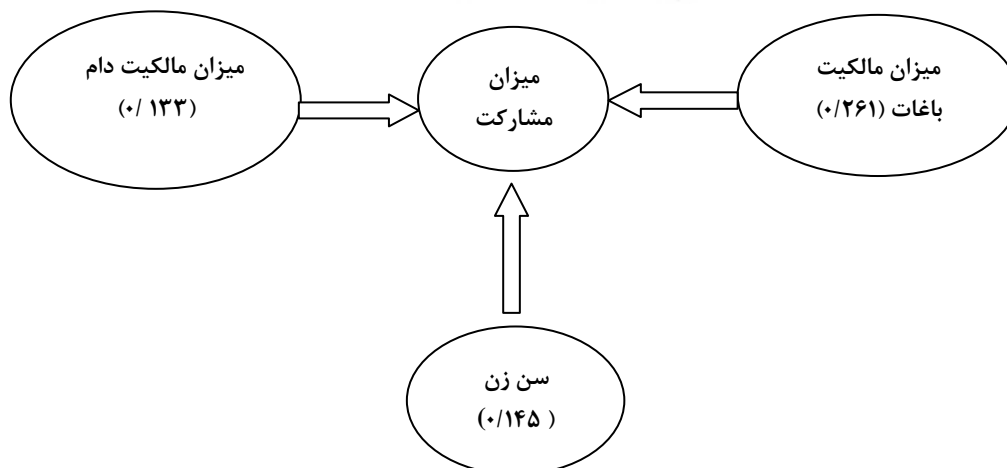 میزان مالکیت
باغات (۰/۲۶۱)
میزان
مشارکت
میزان مالکیت دام
(۰/ ۱۳۳)
سن زن
(۰/۱۴۵ )